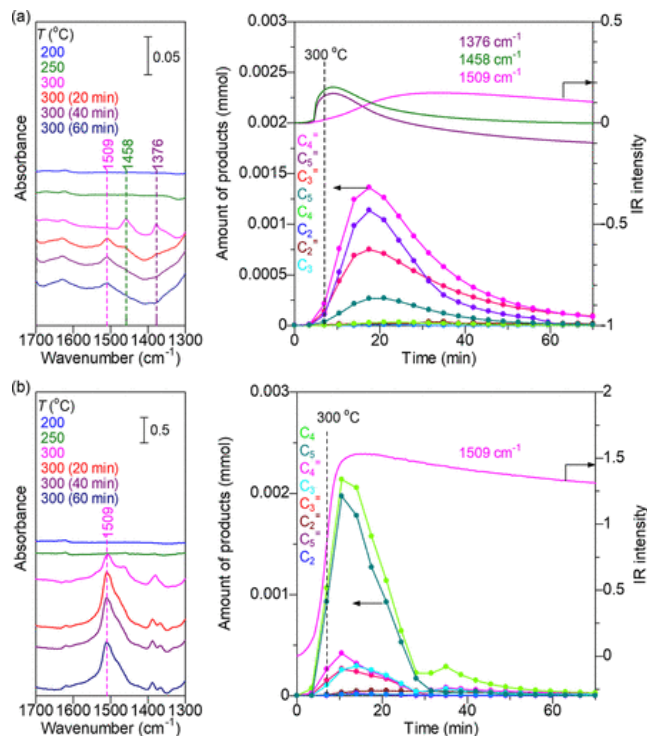 (a)
T (°C)
200
250
300
300 (20 min)
300 (40 min)
300 (60 min)
0.05
1509
1458
1376
Absorbance
1700 1600 1500 1400 1300
Wavenumber (cm⁻¹)
0.003
0.0025
0.002
0.0015
0.001
0.0005
0
Amount of products (mmol)
300 °C
1376 cm⁻¹
1458 cm⁻¹
1509 cm⁻¹
C₄⁼
C₅⁼
C₃⁼
C₅
C₄
C₂
C₂⁼
C₃
0 20 40 60
Time (min)
0.5
0
-0.5
-1
IR intensity
(b)
T (°C)
200
250
300
300 (20 min)
300 (40 min)
300 (60 min)
0.5
1509
Absorbance
1700 1600 1500 1400 1300
Wavenumber (cm⁻¹)
0.003
0.002
0.001
0
Amount of products (mmol)
300 °C
1509 cm⁻¹
C₄
C₅
C₄⁼
C₃
C₃⁼
C₂⁼
C₅⁼
C₂
0 20 40 60
Time (min)
2
1.5
1
0.5
0
IR intensity